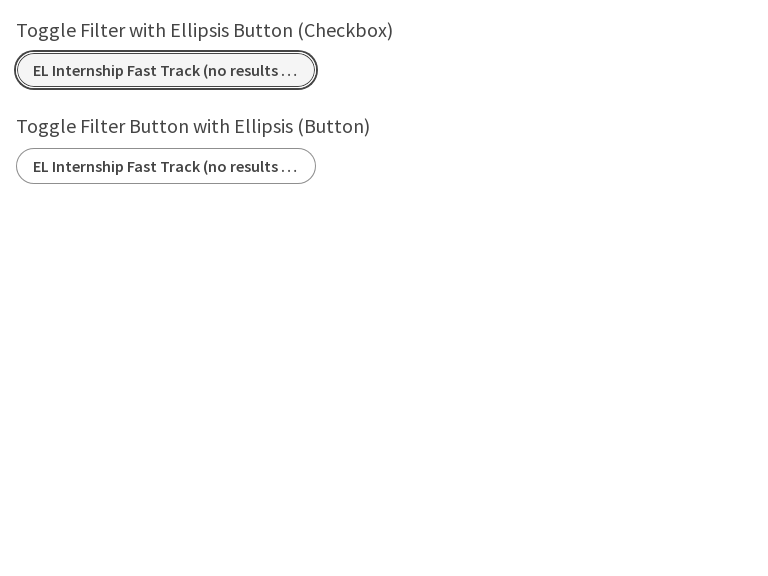 Toggle Filter with Ellipsis Button (Checkbox)
EL Internship Fast Track (no results …
Toggle Filter Button with Ellipsis (Button)
EL Internship Fast Track (no results …